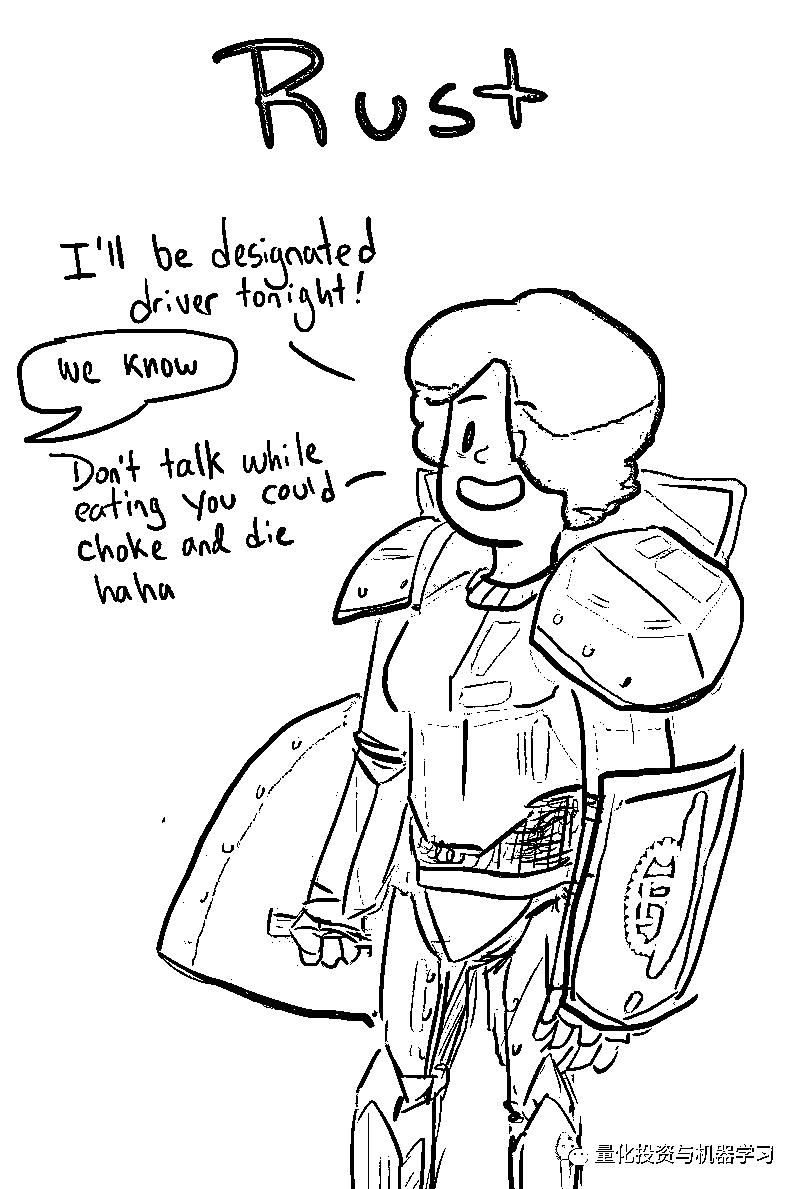 Rust
I'll be designated
driver tonight!
we know
Don't talk while
eating you could
choke and die
haha
量化投资与机器学习